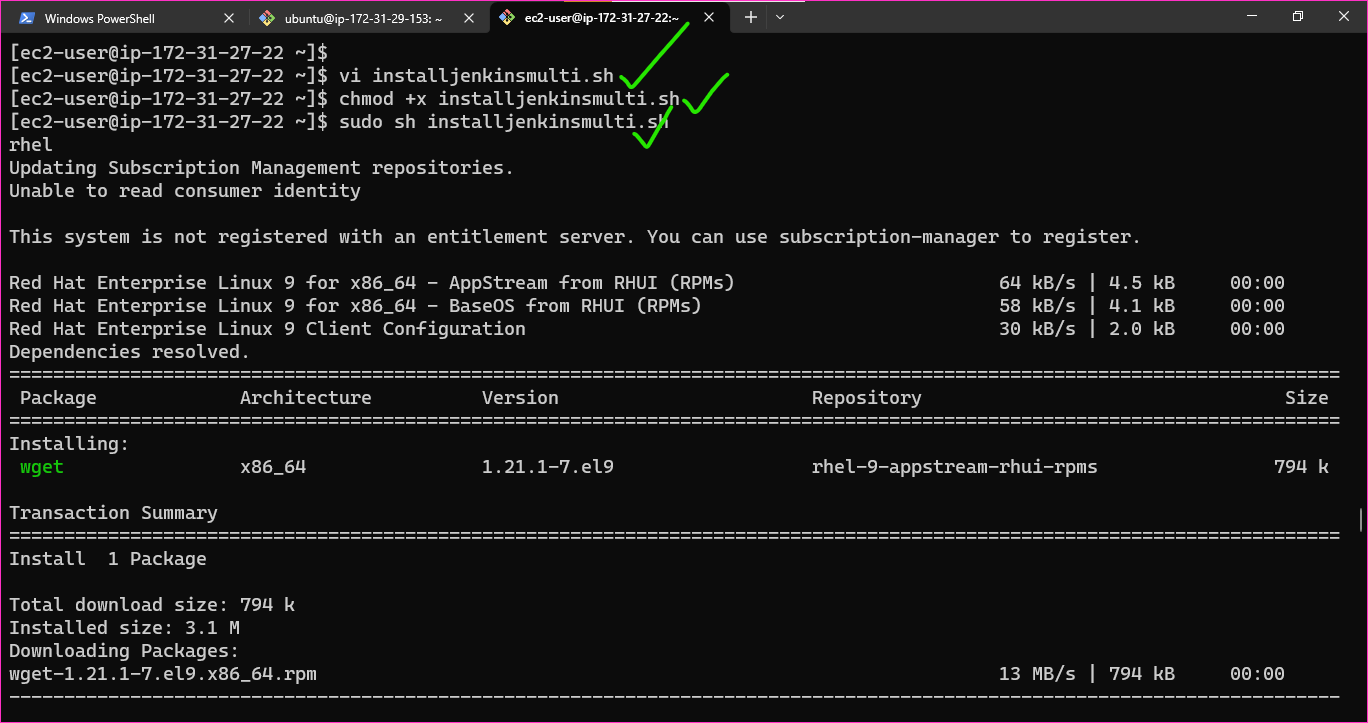 Windows PowerShell
ubuntu@ip-172-31-29-153: ~
ec2-user@ip-172-31-27-22:~
[ec2-user@ip-172-31-27-22 ~]$
[ec2-user@ip-172-31-27-22 ~]$ vi installjenkinsmulti.sh
[ec2-user@ip-172-31-27-22 ~]$ chmod +x installjenkinsmulti.sh
[ec2-user@ip-172-31-27-22 ~]$ sudo sh installjenkinsmulti.sh
rhel
Updating Subscription Management repositories.
Unable to read consumer identity
This system is not registered with an entitlement server. You can use subscription-manager to register.
Red Hat Enterprise Linux 9 for x86_64 - AppStream from RHUI (RPMs) 64 kB/s | 4.5 kB 00:00
Red Hat Enterprise Linux 9 for x86_64 - BaseOS from RHUI (RPMs) 58 kB/s | 4.1 kB 00:00
Red Hat Enterprise Linux 9 Client Configuration 30 kB/s | 2.0 kB 00:00
Dependencies resolved.
Package Architecture Version Repository Size
Installing:
wget x86_64 1.21.1-7.el9 rhel-9-appstream-rhui-rpms 794 k
Transaction Summary
Install 1 Package
Total download size: 794 k
Installed size: 3.1 M
Downloading Packages:
wget-1.21.1-7.el9.x86_64.rpm 13 MB/s | 794 kB 00:00